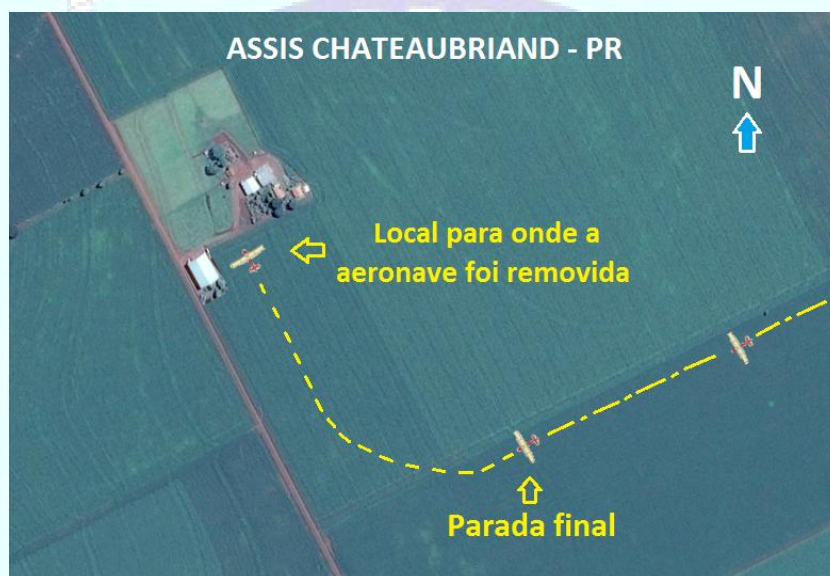 ASSIS CHATEAUBRIAND - PR
N
Local para onde a
aeronave foi removida
Parada final